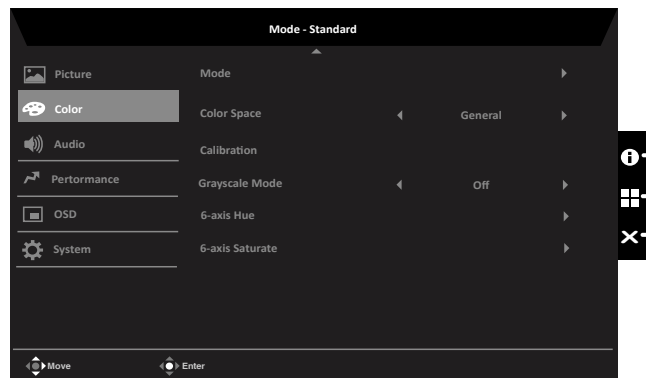 Mode - Standard
Picture
Mode
Color
Color Space General
Audio
Calibration
Pertormance
Grayscale Mode Off
OSD
6-axis Hue
System
6-axis Saturate
Move Enter